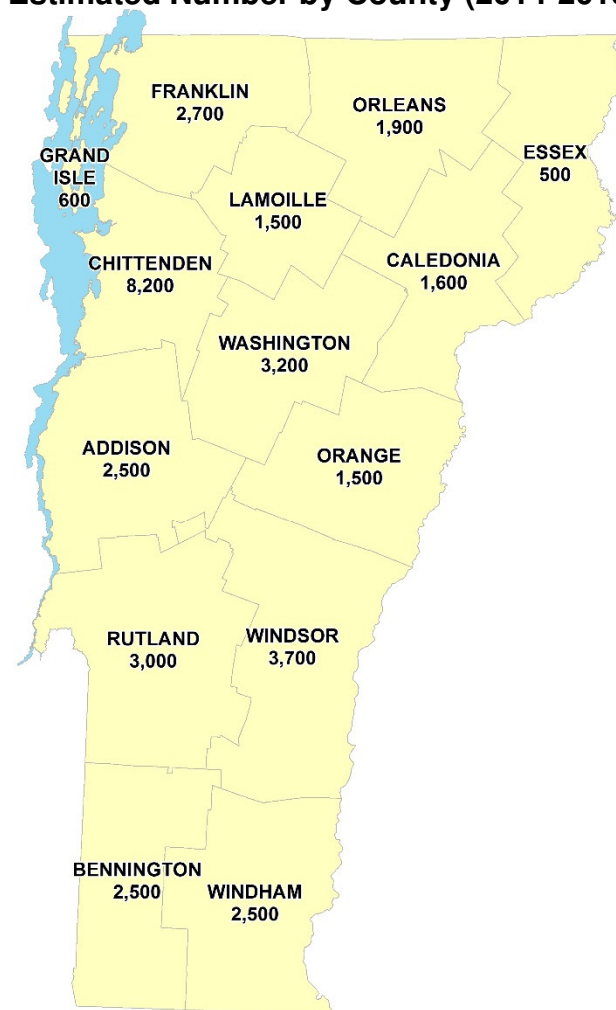 Estimated Number by County
FRANKLIN
2,700
ORLEANS
1,900
ESSEX
500
GRAND
ISLE
600
LAMOILLE
1,500
CALEDONIA
1,600
CHITTENDEN
8,200
WASHINGTON
3,200
ADDISON
2,500
ORANGE
1,500
RUTLAND
3,000
WINDSOR
3,700
BENNINGTON
2,500
WINDHAM
2,500